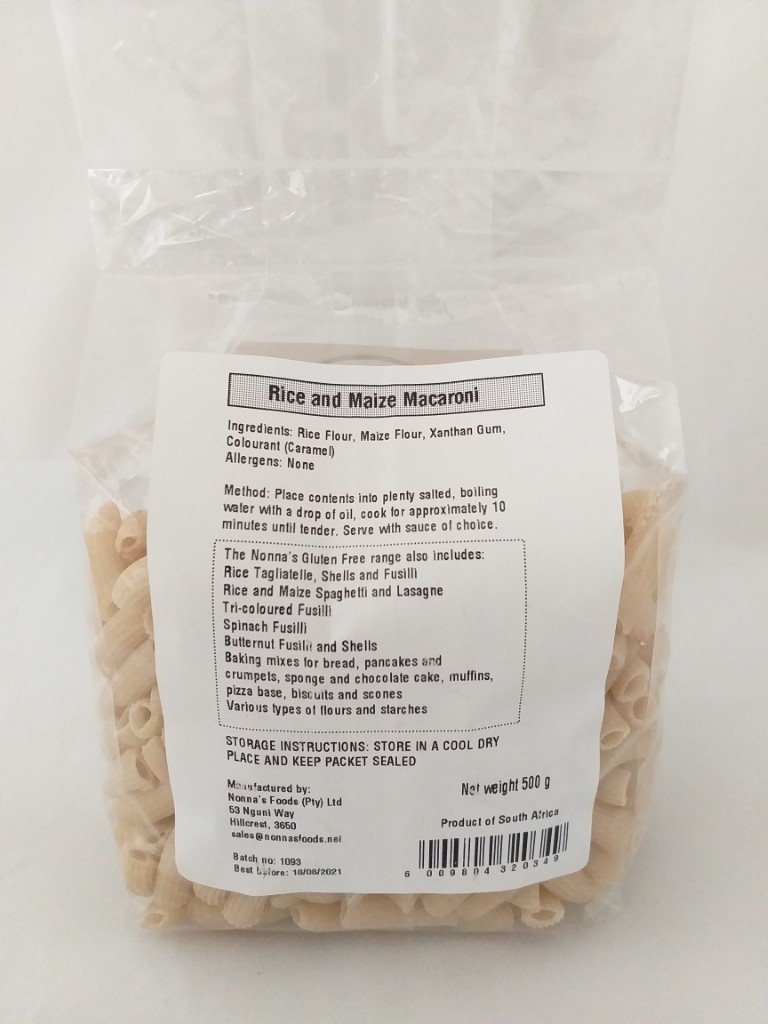 Rice and Maize Macaroni
Ingredients: Rice Flour, Maize Flour, Xanthan Gum,
Colourant (Caramel)
Allergens: None
Method: Place contents into plenty salted, boiling
water with a drop of oil, cook for approximately 10
minutes until tender. Serve with sauce of choice.
The Nonna's Gluten Free range also includes:
Rice Tagliatelle, Shells and Fusilli
Rice and Maize Spaghetti and Lasagne
Tri-coloured Fusilli
Spinach Fusilli
Butternut Fusilli and Shells
Baking mixes for bread, pancakes and
crumpets, sponge and chocolate cake, muffins,
pizza base, biscuits and scones
Various types of flours and starches
STORAGE INSTRUCTIONS: STORE IN A COOL DRY
PLACE AND KEEP PACKET SEALED
Manufactured by:
Nonna's Foods (Pty) Ltd
53 Nguni Way
Hillcrest, 3650
sales@nonnasfoods.net
Net weight 500 g
Product of South Africa
Batch no: 1093
Best before: 18/08/2021
6 009804 320349